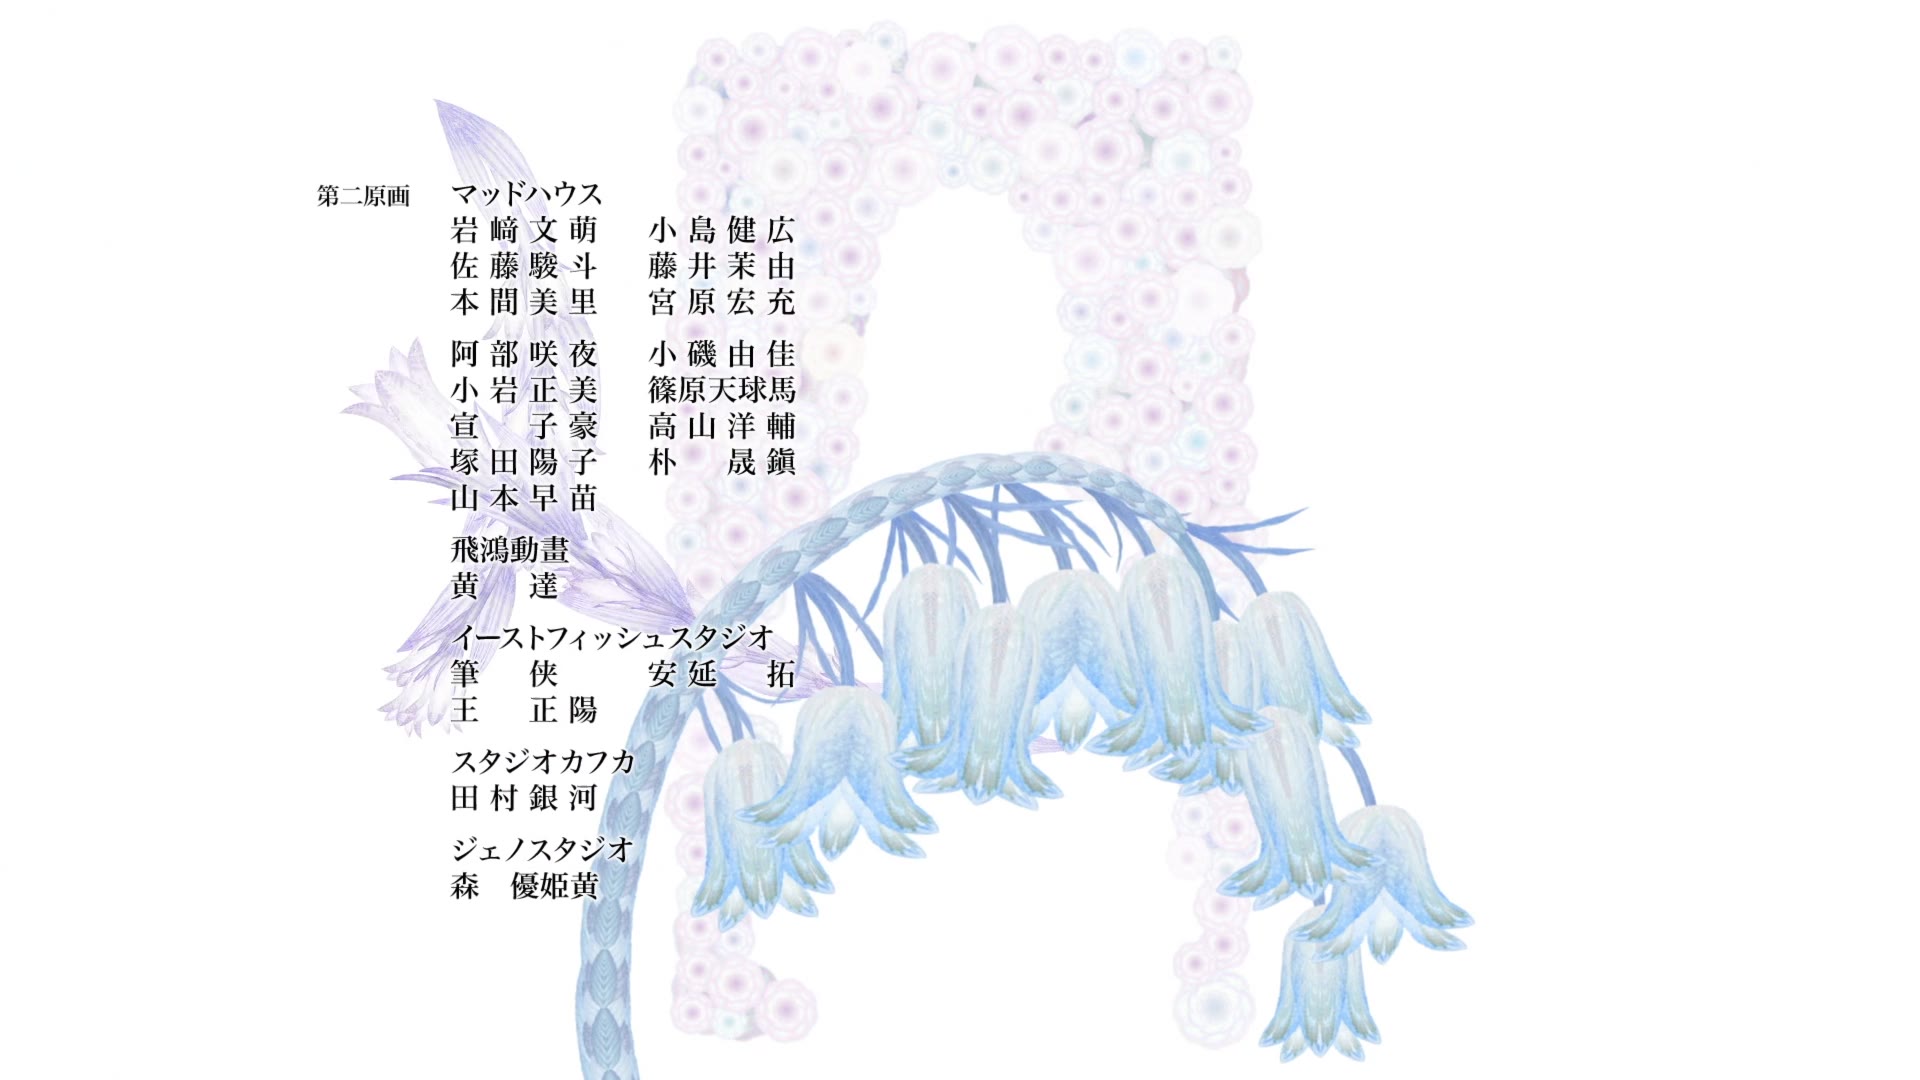 第二原画 マッドハウス
岩﨑文萌 小島健広
佐藤駿斗 藤井茉由
本間美里 宮原宏充
阿部咲夜 小磯由佳
小岩正美 篠原天球馬
宣 子豪 高山洋輔
塚田陽子 朴 晟鎭
山本早苗
飛鴻動畫
黄 達
イーストフィッシュスタジオ
筆 侠 安延 拓
王 正陽
スタジオカフカ
田村銀河
ジェノスタジオ
森 優姫黄